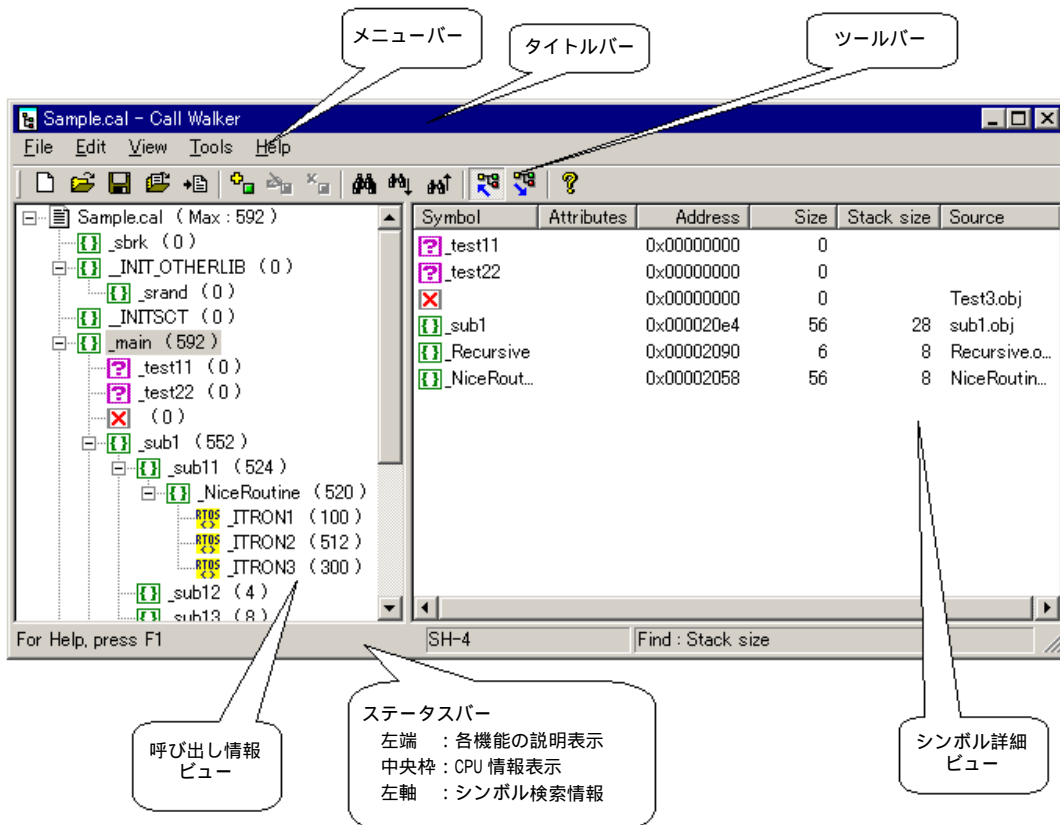 メニューバー
タイトルバー
ツールバー
Sample.cal - Call Walker
File Edit View Tools Help
Sample.cal (Max : 592)
_sbrk (0)
__INIT_OTHERLIB (0)
_srand (0)
__INITSCT (0)
_main (592)
_test11 (0)
_test22 (0)
(0)
_sub1 (552)
_sub11 (524)
_NiceRoutine (520)
RTOS _ITRON1 (100)
RTOS _ITRON2 (512)
RTOS _ITRON3 (300)
_sub12 (4)
_sub13 (8)
Symbol Attributes Address Size Stack size Source
_test11 0x00000000 0
_test22 0x00000000 0
0x00000000 0 Test3.obj
_sub1 0x000020e4 56 28 sub1.obj
_Recursive 0x00002090 6 8 Recursive.o...
_NiceRout... 0x00002058 56 8 NiceRoutin...
For Help, press F1
SH-4
Find : Stack size
呼び出し情報
ビュー
ステータスバー
左端 :各機能の説明表示
中央枠:CPU 情報表示
左軸 :シンボル検索情報
シンボル詳細
ビュー